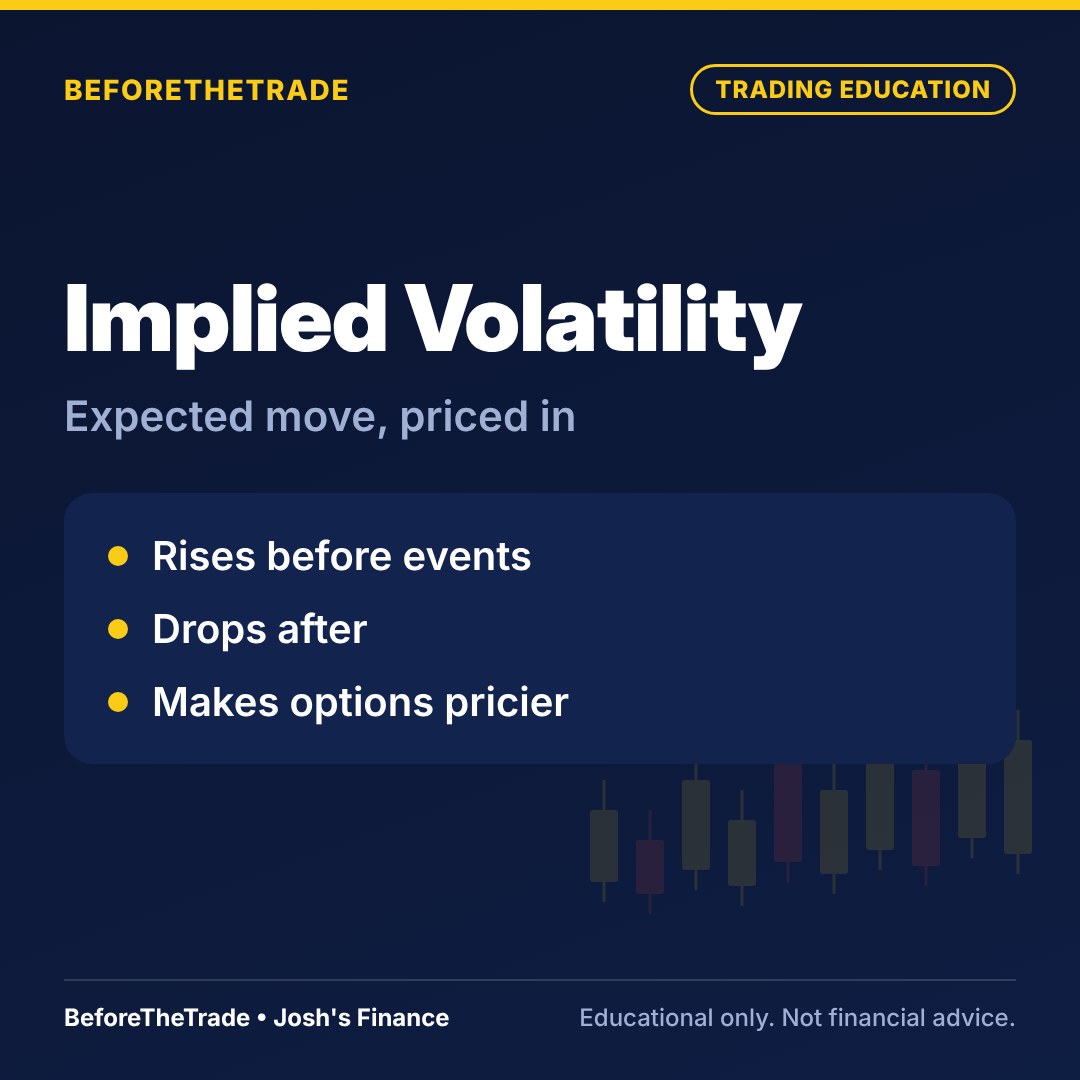 BEFORETHETRADE
TRADING EDUCATION
Implied Volatility
Expected move, priced in
Rises before events
Drops after
Makes options pricier
BeforeTheTrade • Josh's Finance
Educational only. Not financial advice.